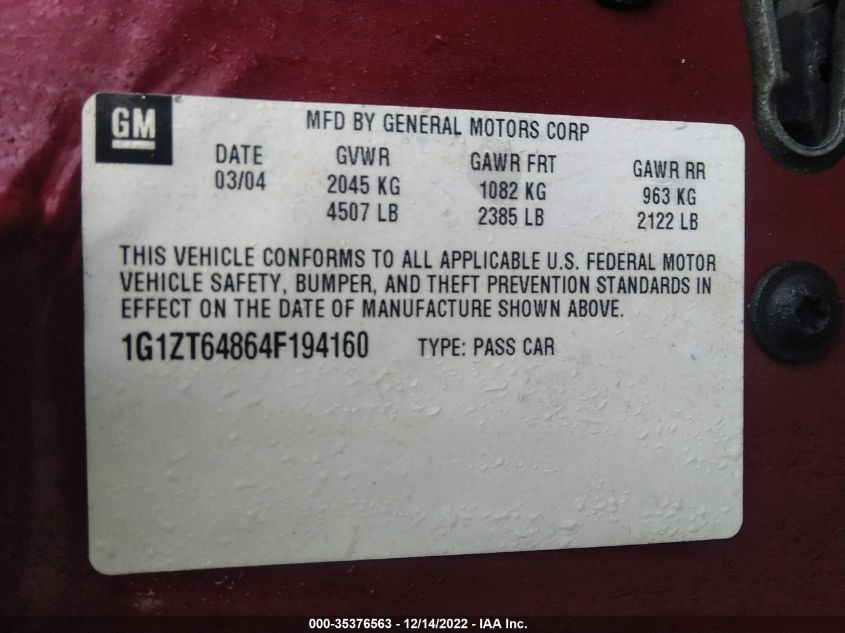 GM
MFD BY GENERAL MOTORS CORP
DATE GVWR GAWR FRT GAWR RR
03/04 2045 KG 1082 KG 963 KG
4507 LB 2385 LB 2122 LB
THIS VEHICLE CONFORMS TO ALL APPLICABLE U.S. FEDERAL MOTOR
VEHICLE SAFETY, BUMPER, AND THEFT PREVENTION STANDARDS IN
EFFECT ON THE DATE OF MANUFACTURE SHOWN ABOVE.
1G1ZT64864F194160 TYPE: PASS CAR
000-35376563 - 12/14/2022 - IAA Inc.